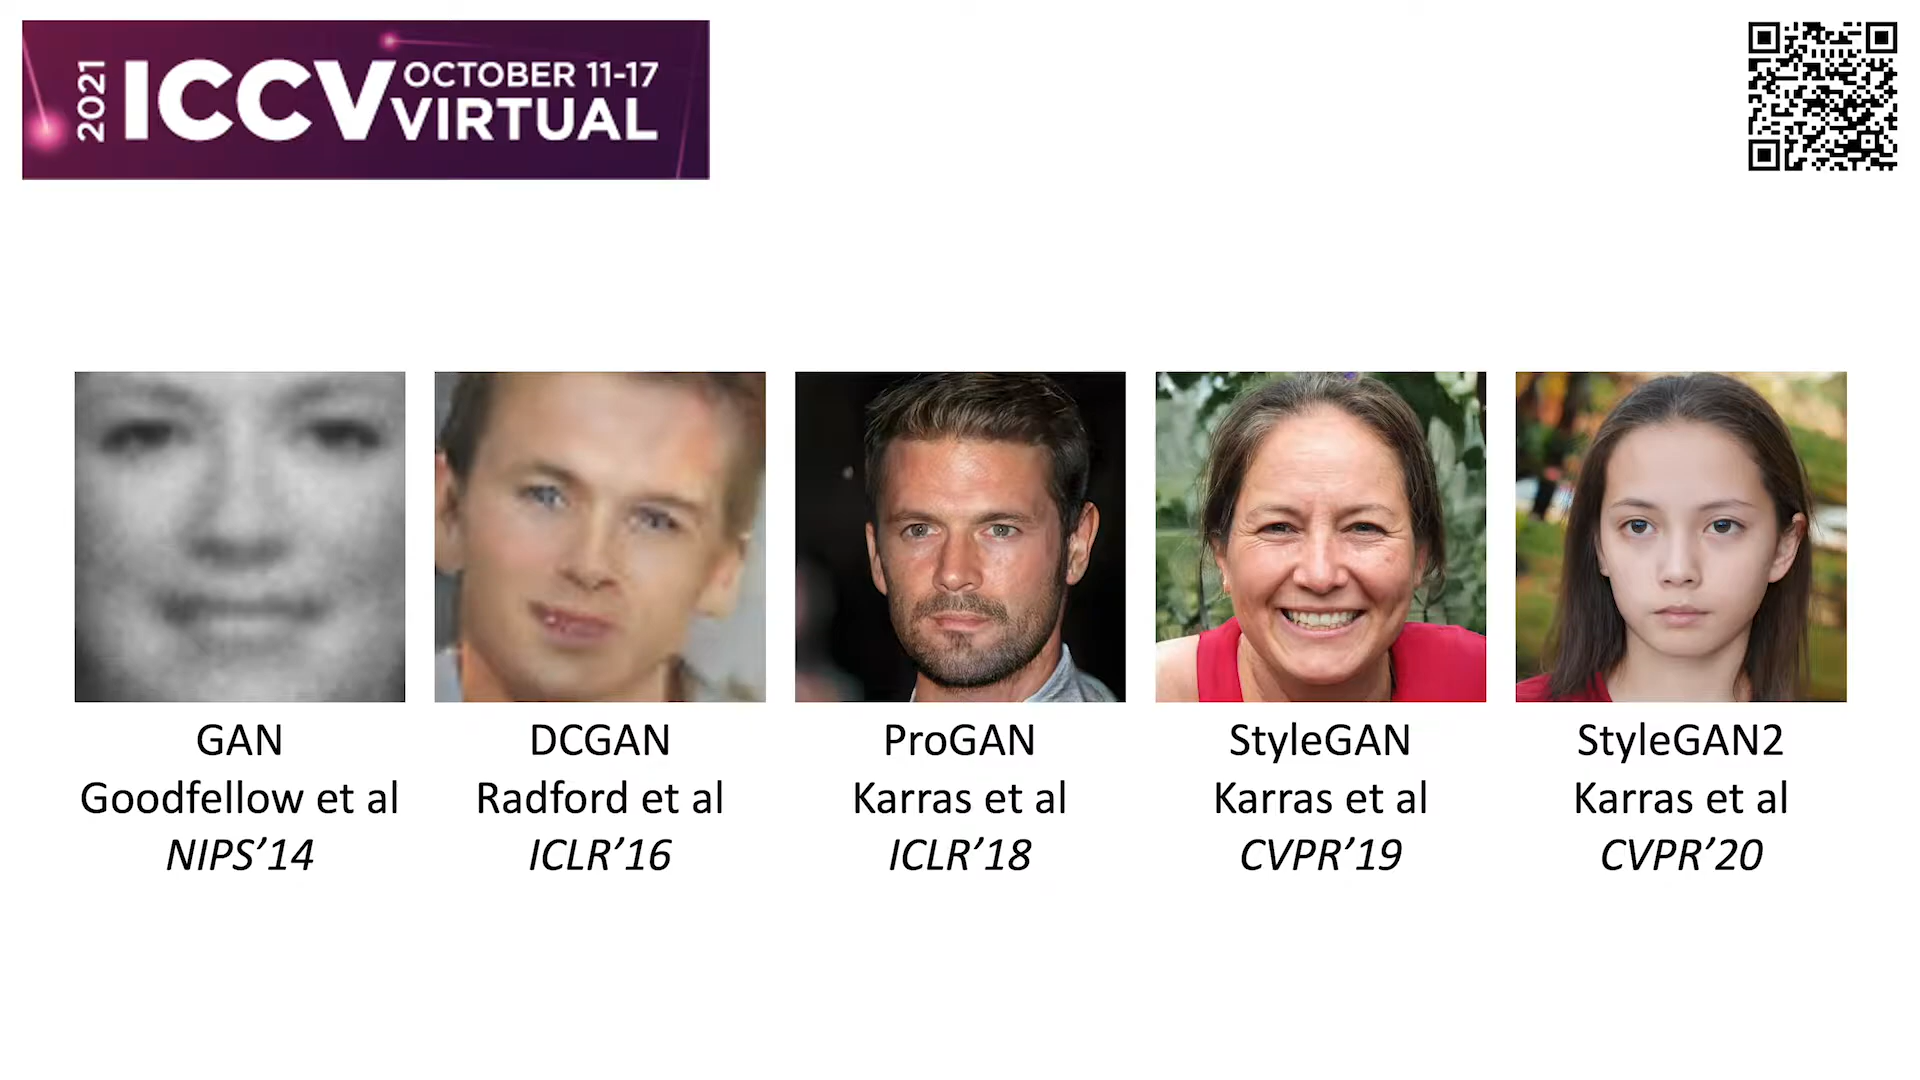 2021
ICCV OCTOBER 11-17
VIRTUAL
GAN
Goodfellow et al
NIPS’14
DCGAN
Radford et al
ICLR’16
ProGAN
Karras et al
ICLR’18
StyleGAN
Karras et al
CVPR’19
StyleGAN2
Karras et al
CVPR’20